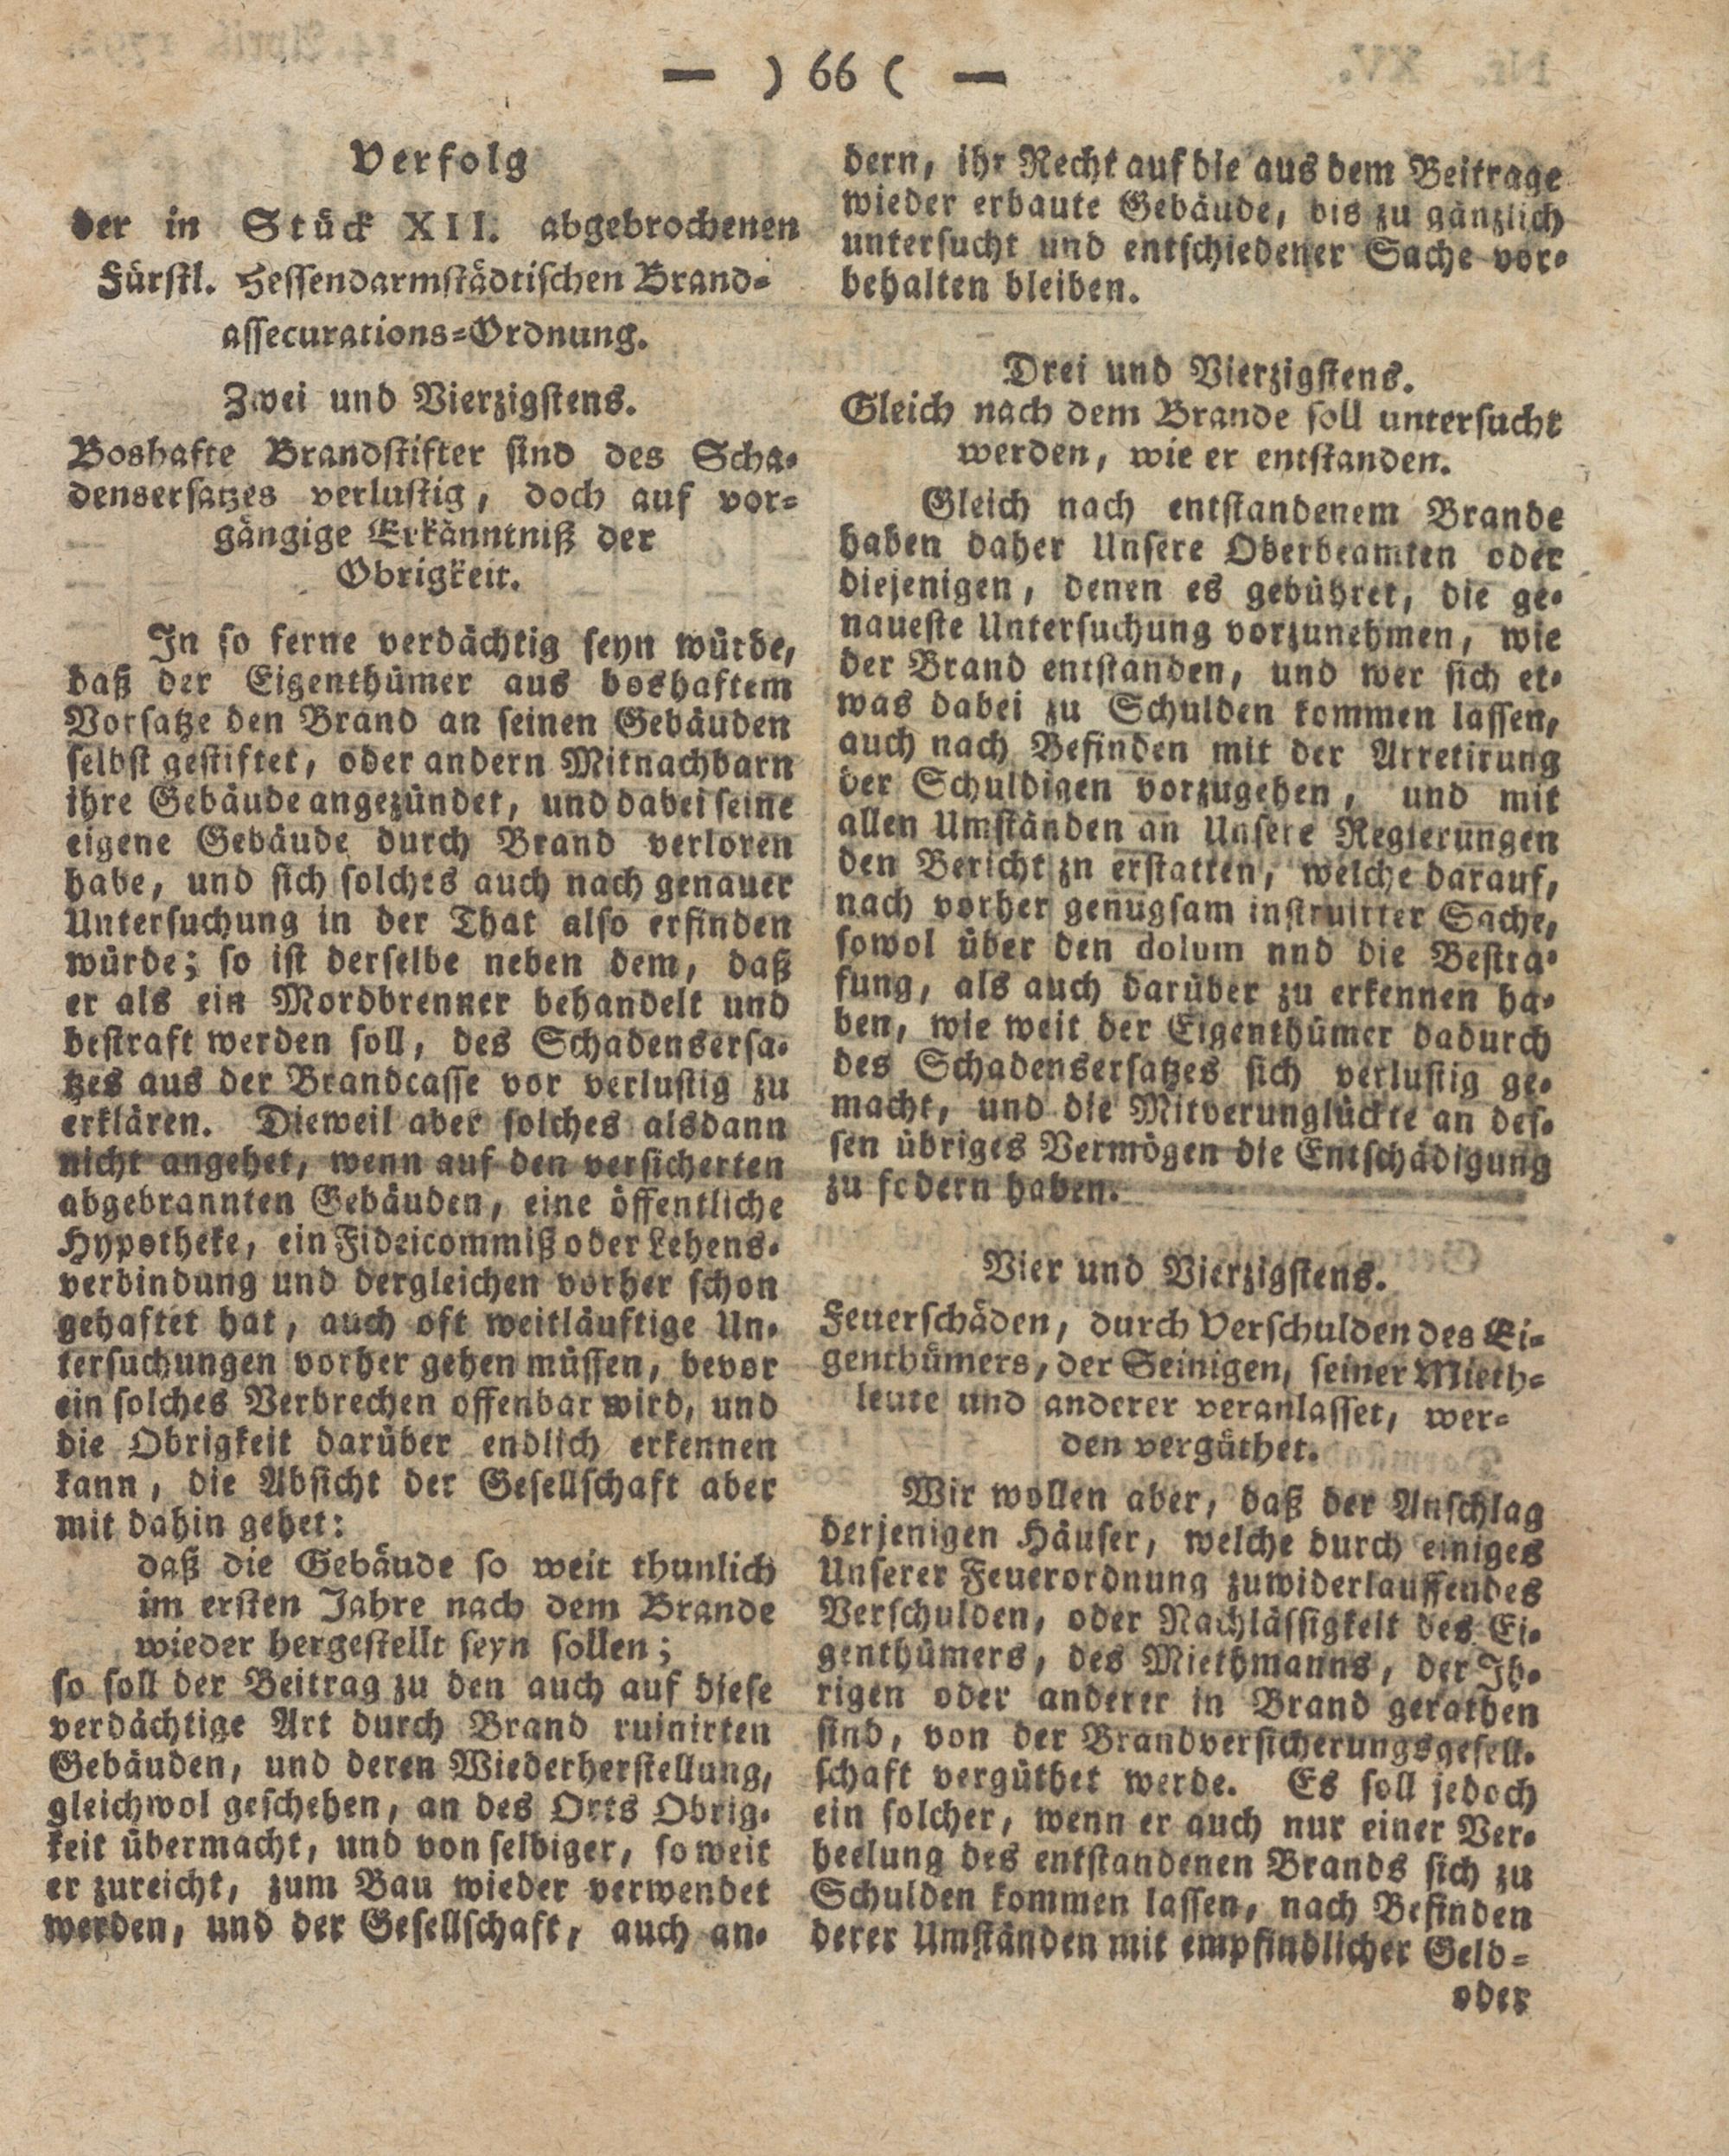 — ) 66 ( —
Verfolg
der in Stück XII. abgebrochenen
Fürstl. Hessendarmstädtischen Brand-
assecurations-Ordnung.
Zwei und Vierzigstens.
Boshafte Brandstifter sind des Scha-
densersatzes verlustig, doch auf vor-
gängige Erkänntniß der
Obrigkeit.
In so ferne verdächtig seyn würde,
daß der Eigenthümer aus boshaftem
Vorsatze den Brand an seinen Gebäuden
selbst gestiftet, oder andern Mitnachbarn
ihre Gebäude angezündet, und dabei seine
eigene Gebäude durch Brand verloren
habe, und sich solches auch nach genauer
Untersuchung in der That also erfinden
würde; so ist derselbe neben dem, daß
er als ein Mordbrenner behandelt und
bestraft werden soll, des Schadensersa-
tzes aus der Brandcasse vor verlustig zu
erklären. Dieweil aber solches alsdann
nicht angehet, wenn auf den versicherten
abgebrannten Gebäuden, eine öffentliche
Hypotheke, ein Fideicommiß oder Lehens-
verbindung und dergleichen vorher schon
gehaftet hat, auch oft weitläuftige Un-
tersuchungen vorher gehen müssen, bevor
ein solches Verbrechen offenbar wird, und
die Obrigkeit darüber endlich erkennen
kann, die Absicht der Gesellschaft aber
mit dahin gehet:
daß die Gebäude so weit thunlich
im ersten Jahre nach dem Brande
wieder hergestellt seyn sollen;
so soll der Beitrag zu den auch auf diese
verdächtige Art durch Brand ruinirten
Gebäuden, und deren Wiederherstellung,
gleichwol geschehen, an des Orts Obrig-
keit übermacht, und von selbiger, so weit
er zureicht, zum Bau wieder verwendet
werden, und der Gesellschaft, auch an-
dern, ihr Recht auf die aus dem Beitrage
wieder erbaute Gebäude, bis zu gänzlich
untersucht und entschiedener Sache vor-
behalten bleiben.
Drei und Vierzigstens.
Gleich nach dem Brande soll untersucht
werden, wie er entstanden.
Gleich nach entstandenem Brande
haben daher Unsere Oberbeamten oder
diejenigen, denen es gebühret, die ge-
naueste Untersuchung vorzunehmen, wie
der Brand entstanden, und wer sich et-
was dabei zu Schulden kommen lassen,
auch nach Befinden mit der Arretirung
der Schuldigen vorzugehen, und mit
allen Umständen an Unsere Regierungen
den Bericht zn erstatten, welche darauf,
nach vorher genugsam instruirter Sache,
sowol über den dolum nnd die Bestra-
fung, als auch darüber zu erkennen ha-
ben, wie weit der Eigenthümer dadurch
des Schadensersatzes sich verlustig ge-
macht, und die Mitverunglückte an des-
sen übriges Vermögen die Entschädigung
zu fodern haben.
Vier und Vierzigstens.
Feuerschäden, durch Verschulden des Ei-
genthümers, der Seinigen, seiner Mieth-
leute und anderer veranlasset, wer-
den vergüthet.
Wir wollen aber, daß der Anschlag
derjenigen Häuser, welche durch einiges
Unserer Feuerordnung zuwiderlauffendes
Verschulden, oder Nachlässigkeit des Ei-
genthümers, des Miethmanns, der Ih-
rigen oder anderer in Brand gerathen
sind, von der Brandversicherungsgesell-
schaft vergüthet werde. Es soll jedoch
ein solcher, wenn er auch nur einer Ver-
heelung des entstandenen Brands sich zu
Schulden kommen lassen, nach Befinden
derer Umständen mit empfindlicher Geld-
oder